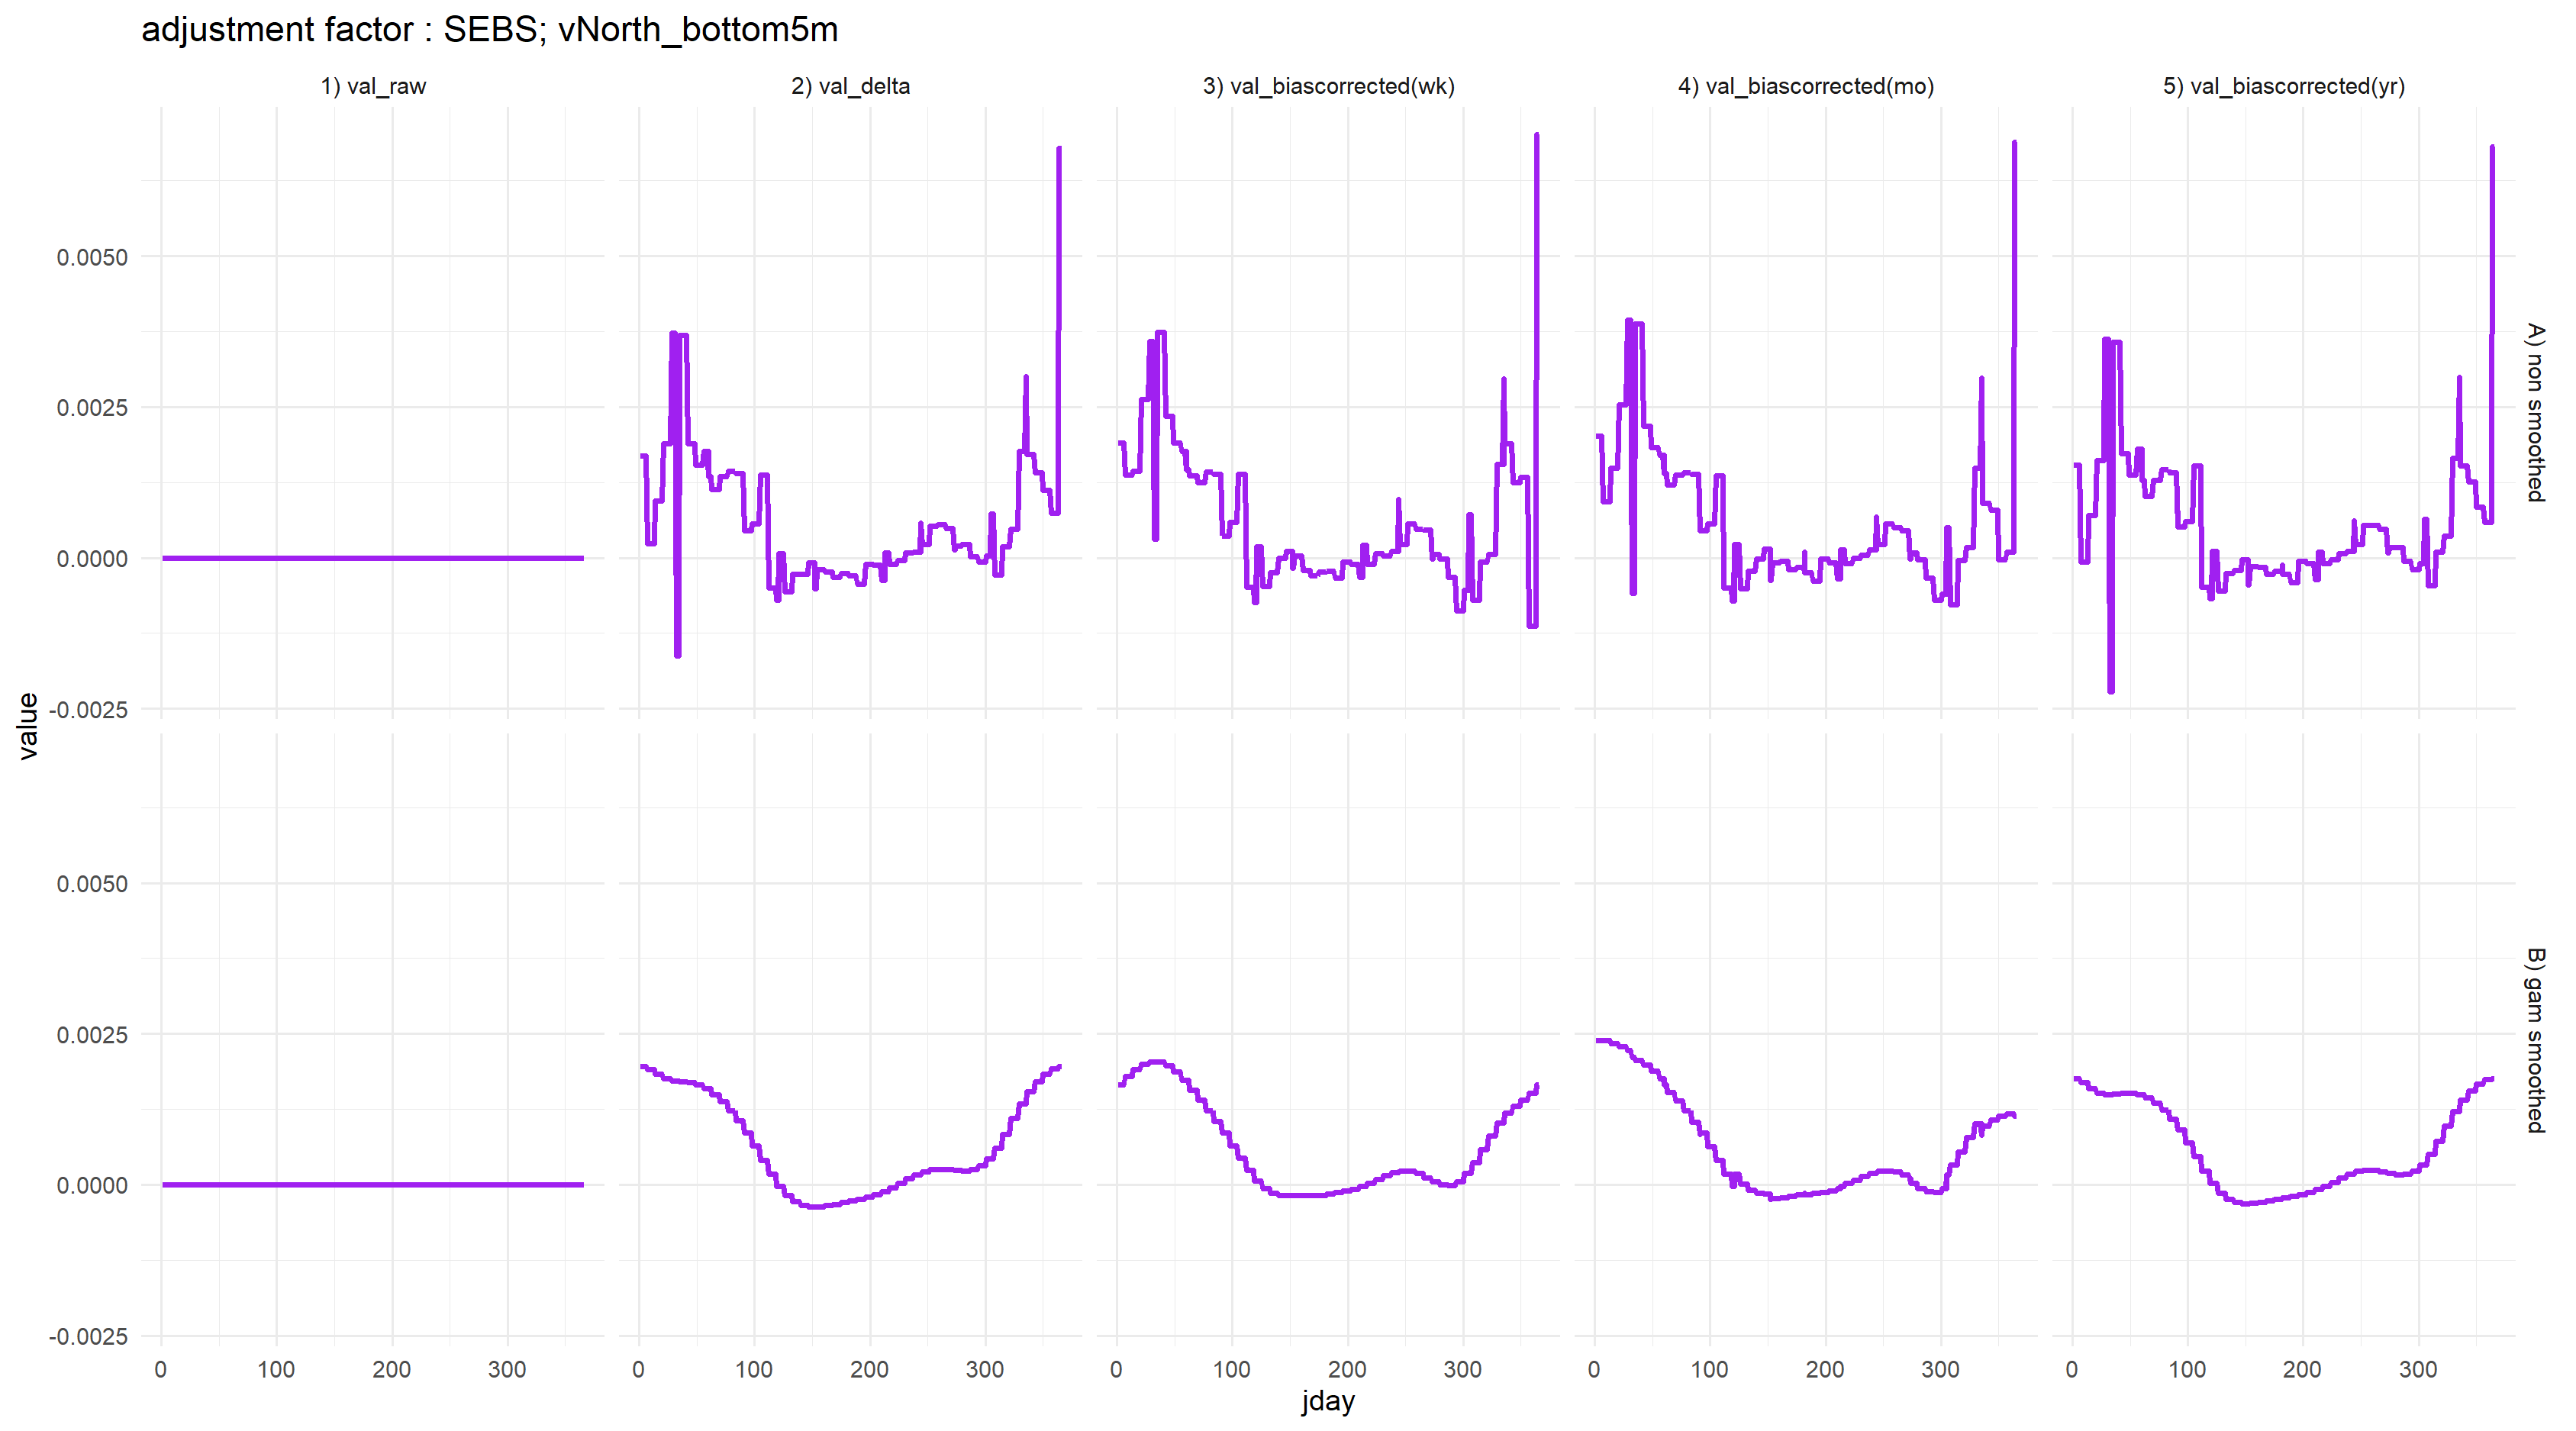 adjustment factor : SEBS; vNorth_bottom5m
1) val_raw
2) val_delta
3) val_biascorrected(wk)
4) val_biascorrected(mo)
5) val_biascorrected(yr)
0.0050
0.0025
0.0000
-0.0025
A) non smoothed
value
0.0050
0.0025
0.0000
-0.0025
B) gam smoothed
0 100 200 300
0 100 200 300
0 100 200 300
0 100 200 300
0 100 200 300
jday